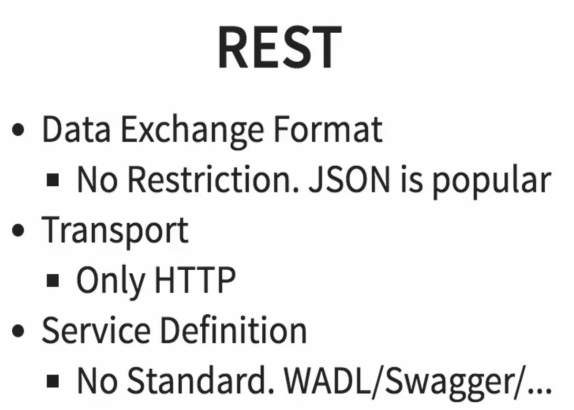 REST
• Data Exchange Format
▪ No Restriction. JSON is popular
• Transport
▪ Only HTTP
• Service Definition
▪ No Standard. WADL/Swagger/...